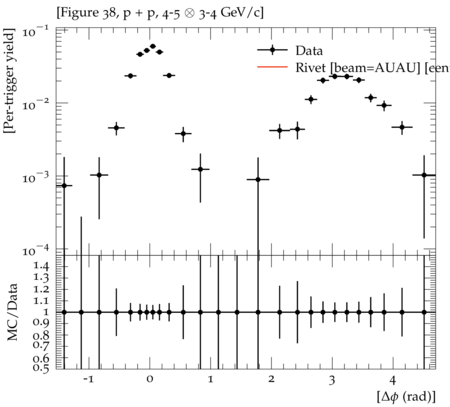 [Figure 38, p + p, 4-5 ⊗ 3-4 GeV/c]
[Per-trigger yield]
10⁻¹
10⁻²
10⁻³
10⁻⁴
Data
Rivet [beam=AUAU] [cen
MC/Data
1.4
1.3
1.2
1.1
1
0.9
0.8
0.7
0.6
0.5
-1 0 1 2 3 4
[Δϕ (rad)]